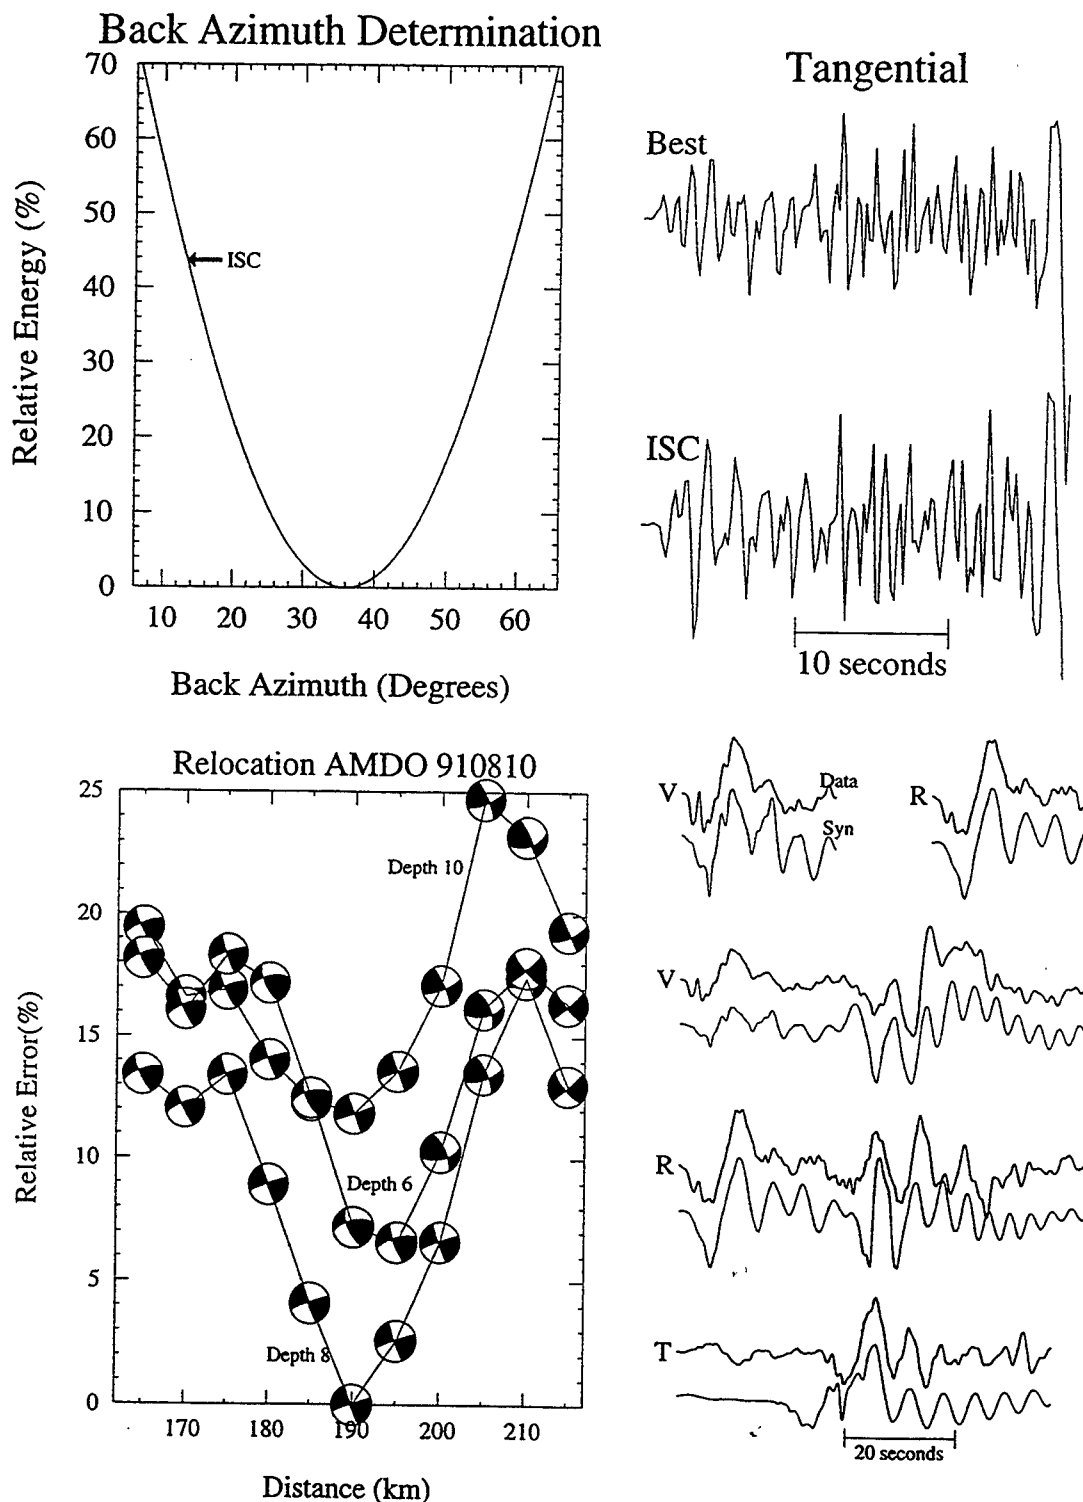 Back Azimuth Determination
70
60
50
40
30
20
10
0
Relative Energy (%)
ISC
10
20
30
40
50
60
Back Azimuth (Degrees)
Tangential
Best
ISC
10 seconds
Relocation AMDO 910810
25
20
15
10
5
0
Relative Error(%)
Depth 10
Depth 6
Depth 8
170
180
190
200
210
Distance (km)
V
Data
Syn
R
V
R
T
20 seconds